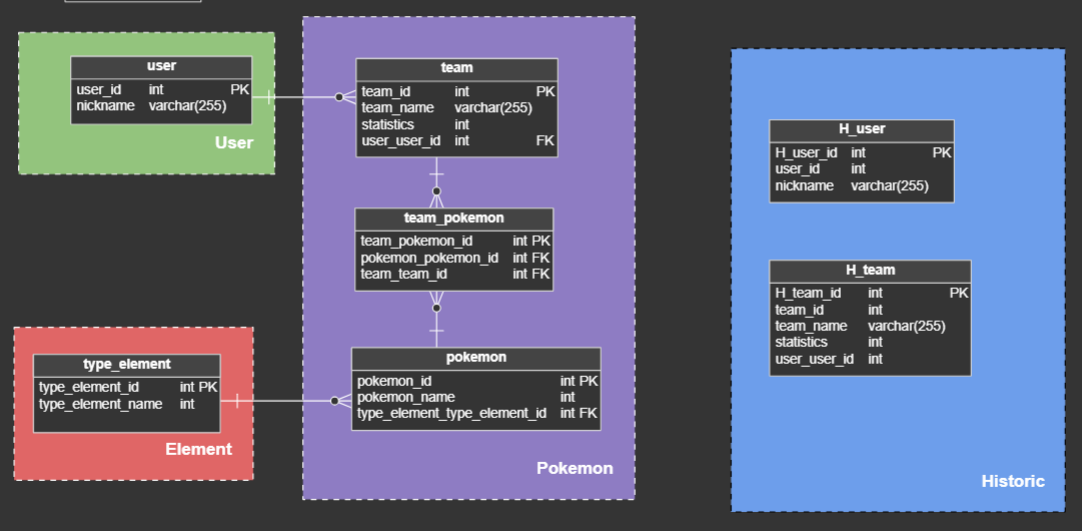 user
user_id int PK
nickname varchar(255)
User
team
team_id int PK
team_name varchar(255)
statistics int
user_user_id int FK
team_pokemon
team_pokemon_id int PK
pokemon_pokemon_id int FK
team_team_id int FK
type_element
type_element_id int PK
type_element_name int
Element
pokemon
pokemon_id int PK
pokemon_name int
type_element_type_element_id int FK
Pokemon
H_user
H_user_id int PK
user_id int
nickname varchar(255)
H_team
H_team_id int PK
team_id int
team_name varchar(255)
statistics int
user_user_id int
Historic